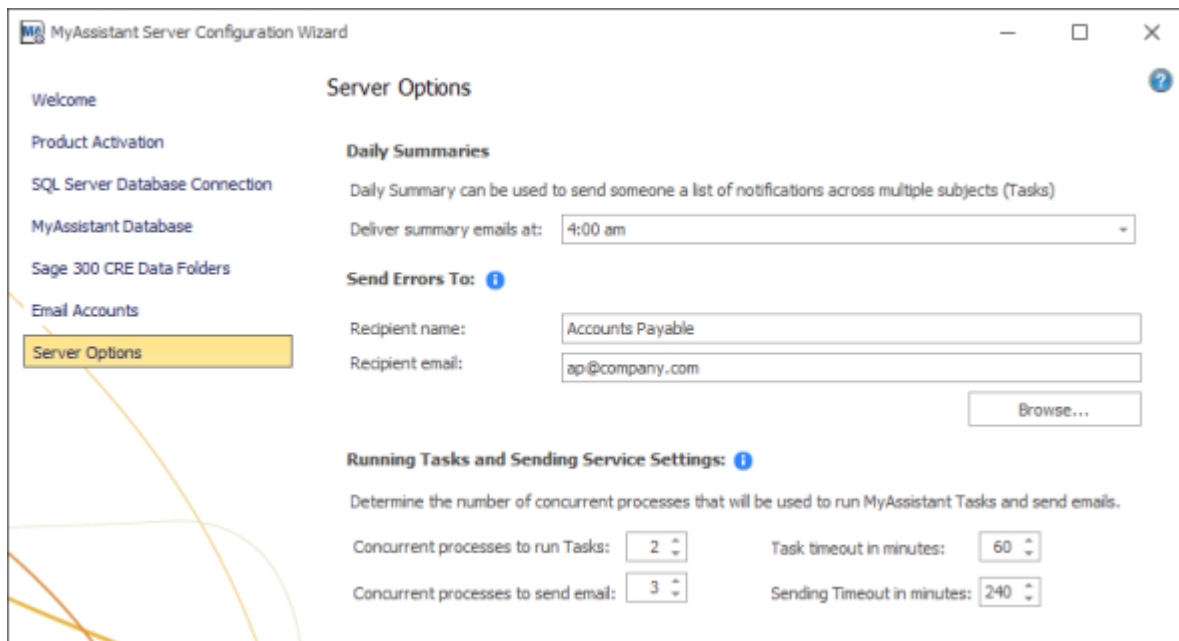 MyAssistant Server Configuration Wizard
Welcome
Product Activation
SQL Server Database Connection
MyAssistant Database
Sage 300 CRE Data Folders
Email Accounts
Server Options
Server Options
Daily Summaries
Daily Summary can be used to send someone a list of notifications across multiple subjects (Tasks)
Deliver summary emails at: 4:00 am
Send Errors To:
Recipient name: Accounts Payable
Recipient email: ap@company.com
Browse...
Running Tasks and Sending Service Settings:
Determine the number of concurrent processes that will be used to run MyAssistant Tasks and send emails.
Concurrent processes to run Tasks: 2 Task timeout in minutes: 60
Concurrent processes to send email: 3 Sending Timeout in minutes: 240